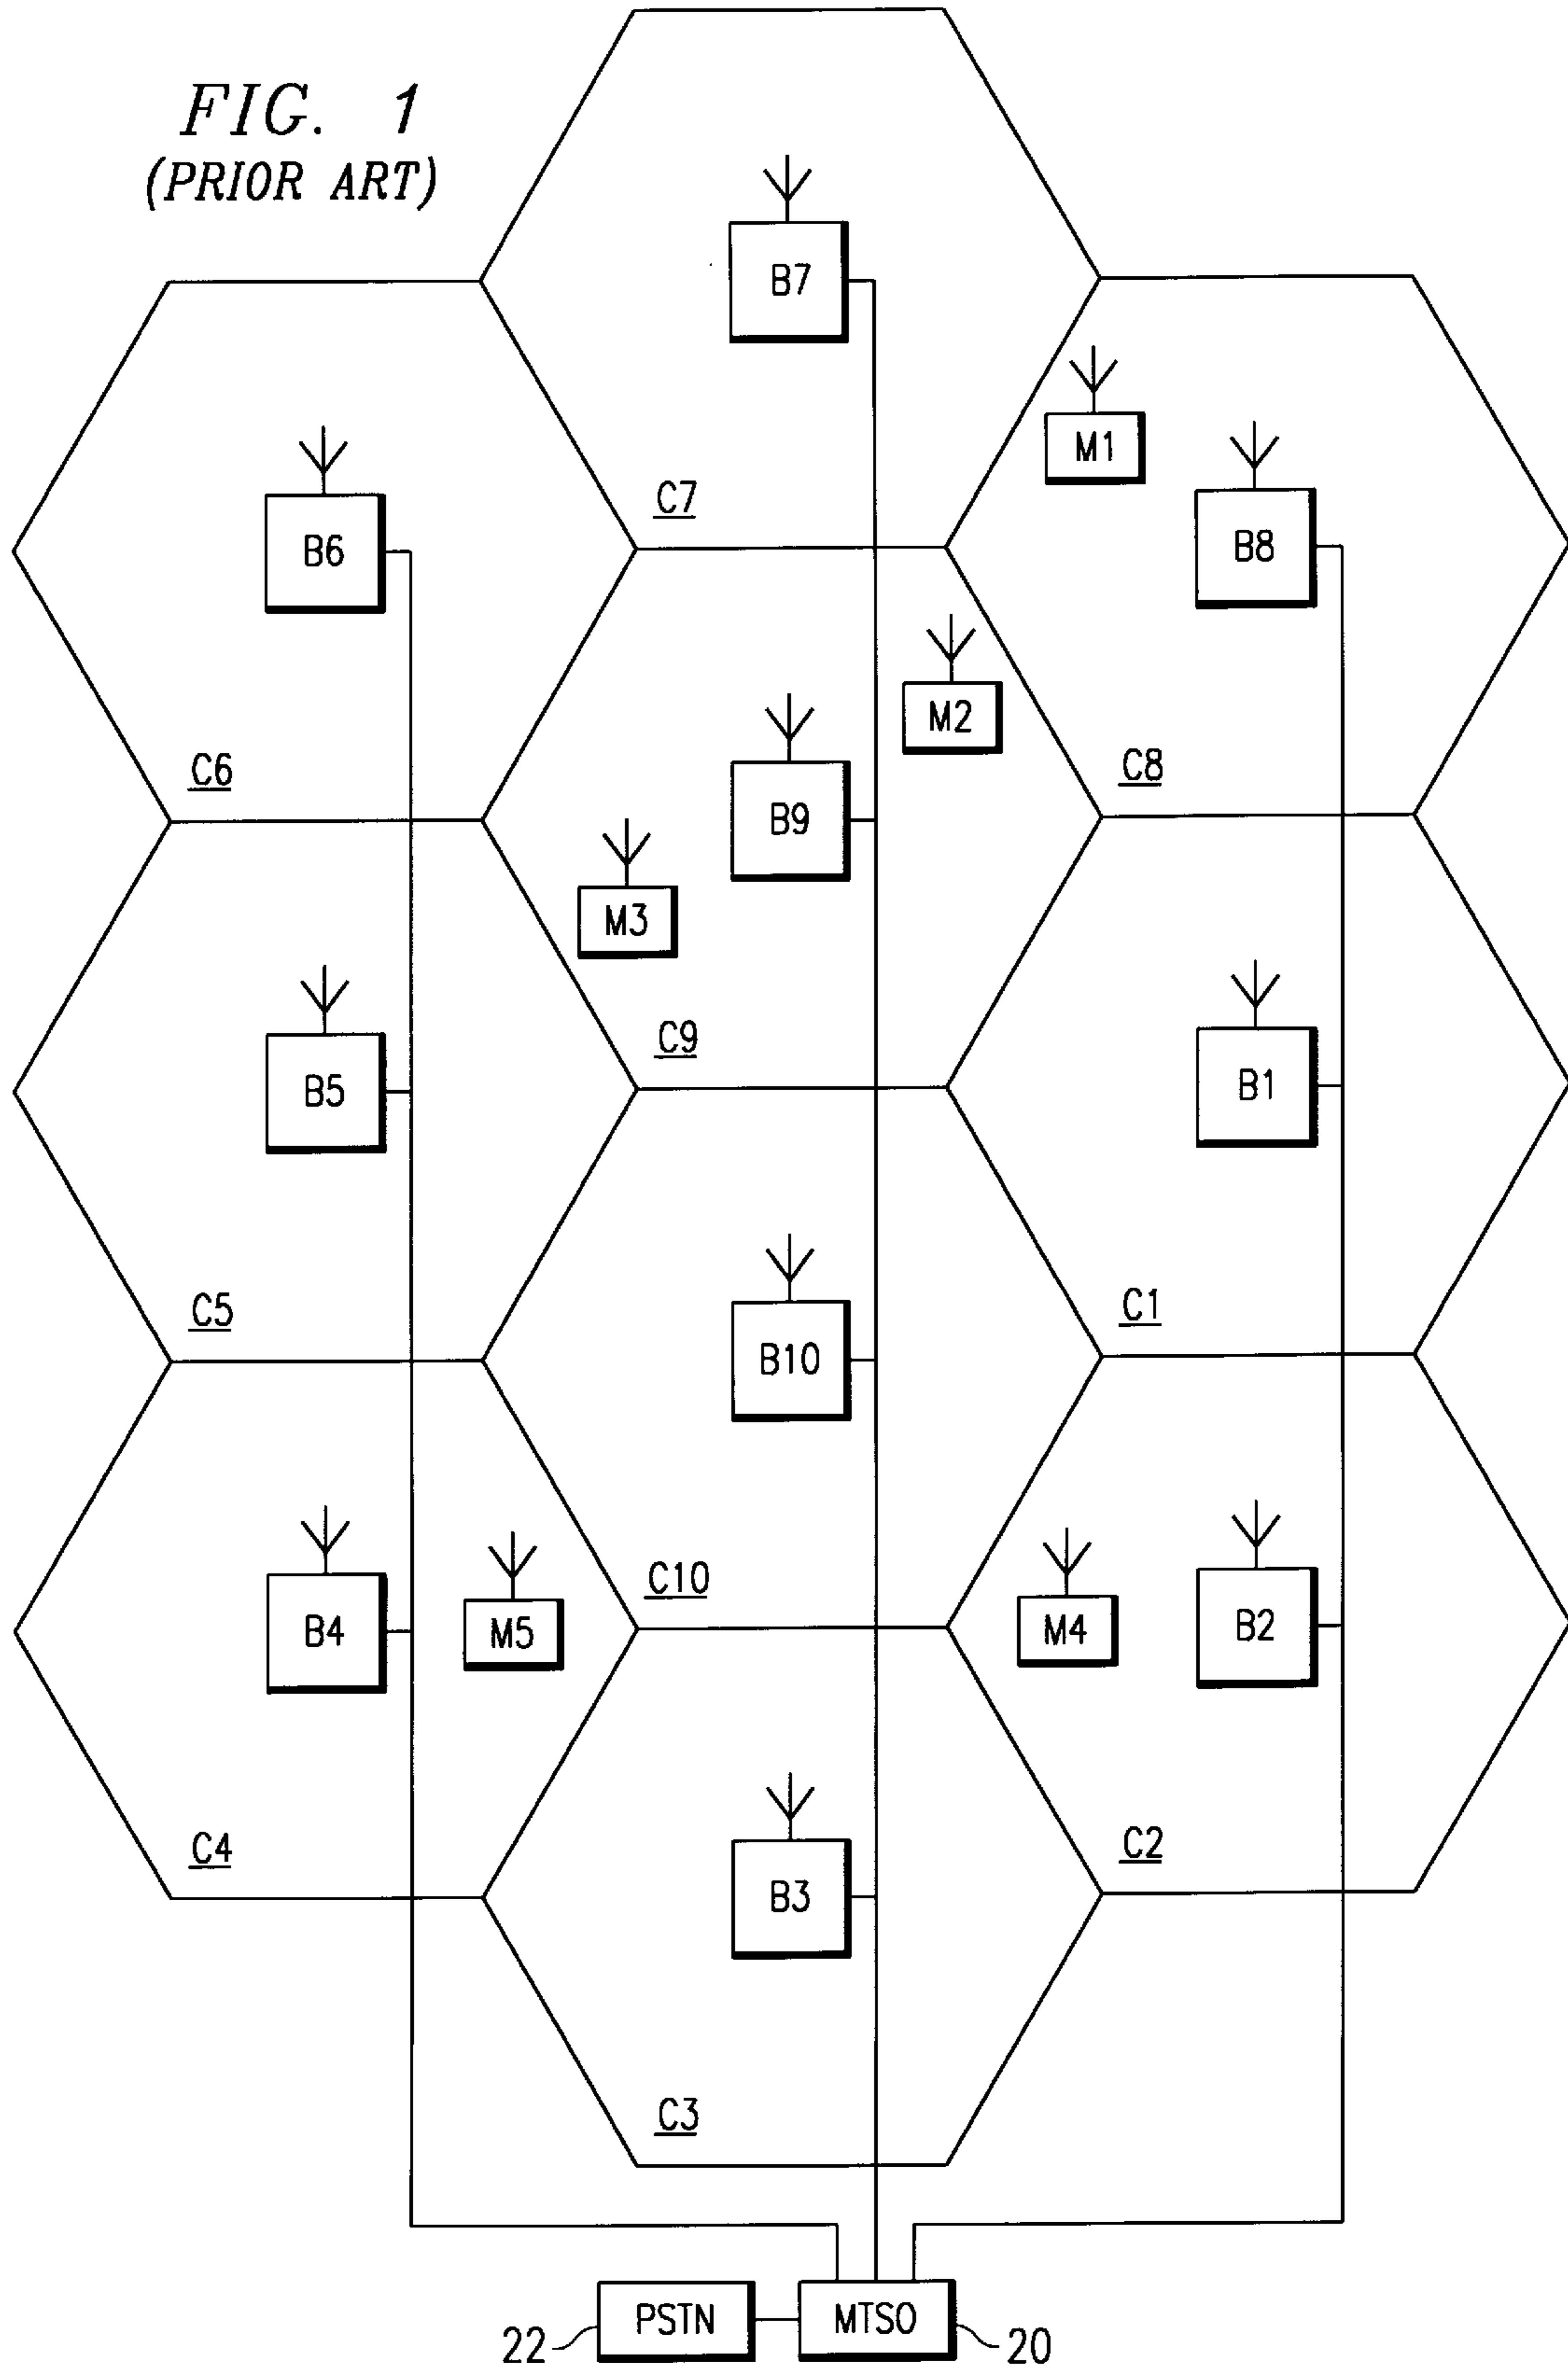 FIG. 1
(PRIOR ART)
B7
M1
C7
B6
B8
M2
C6
C8
B9
M3
C9
B5
B1
C5
C1
B10
C10
B4
M5
M4
B2
C4
C2
B3
C3
PSTN
MTSO
22
20